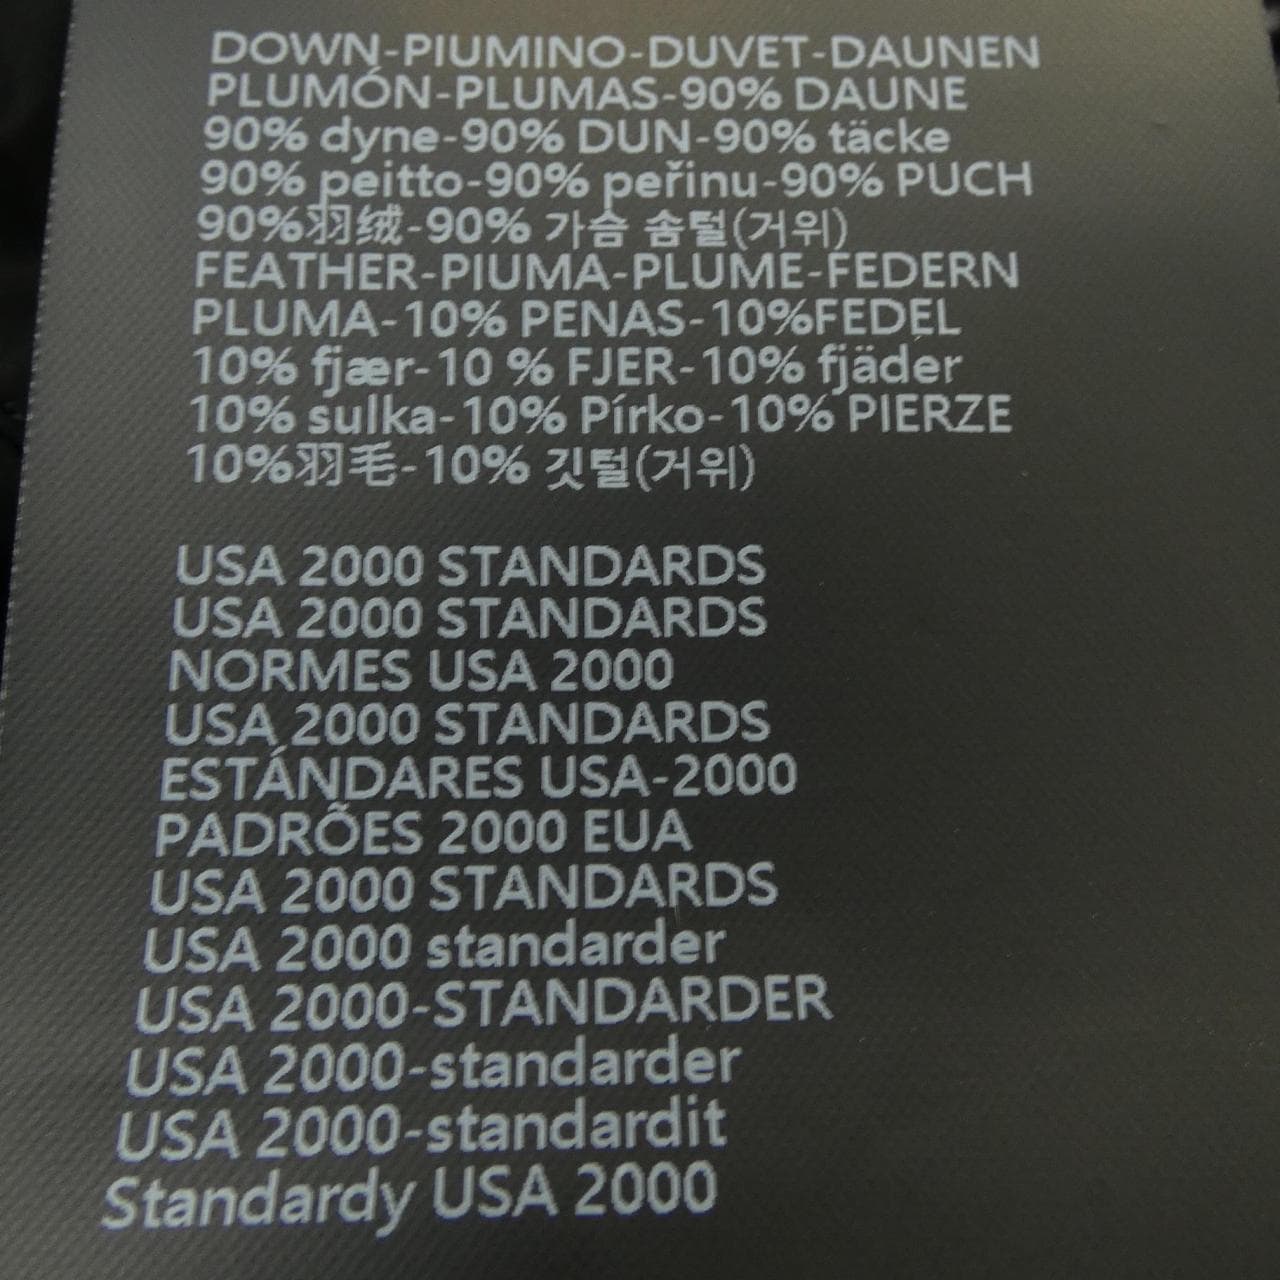 DOWN-PIUMINO-DUVET-DAUNEN
PLUMÓN-PLUMAS-90% DAUNE
90% dyne-90% DUN-90% täcke
90% peitto-90% peřinu-90% PUCH
90%羽绒-90% 가슴 솜털(거위)
FEATHER-PIUMA-PLUME-FEDERN
PLUMA-10% PENAS-10%FEDEL
10% fjær-10 % FJER-10% fjäder
10% sulka-10% Pírko-10% PIERZE
10%羽毛-10% 깃털(거위)
USA 2000 STANDARDS
USA 2000 STANDARDS
NORMES USA 2000
USA 2000 STANDARDS
ESTÁNDARES USA-2000
PADRÕES 2000 EUA
USA 2000 STANDARDS
USA 2000 standarder
USA 2000-STANDARDER
USA 2000-standarder
USA 2000-standardit
Standardy USA 2000